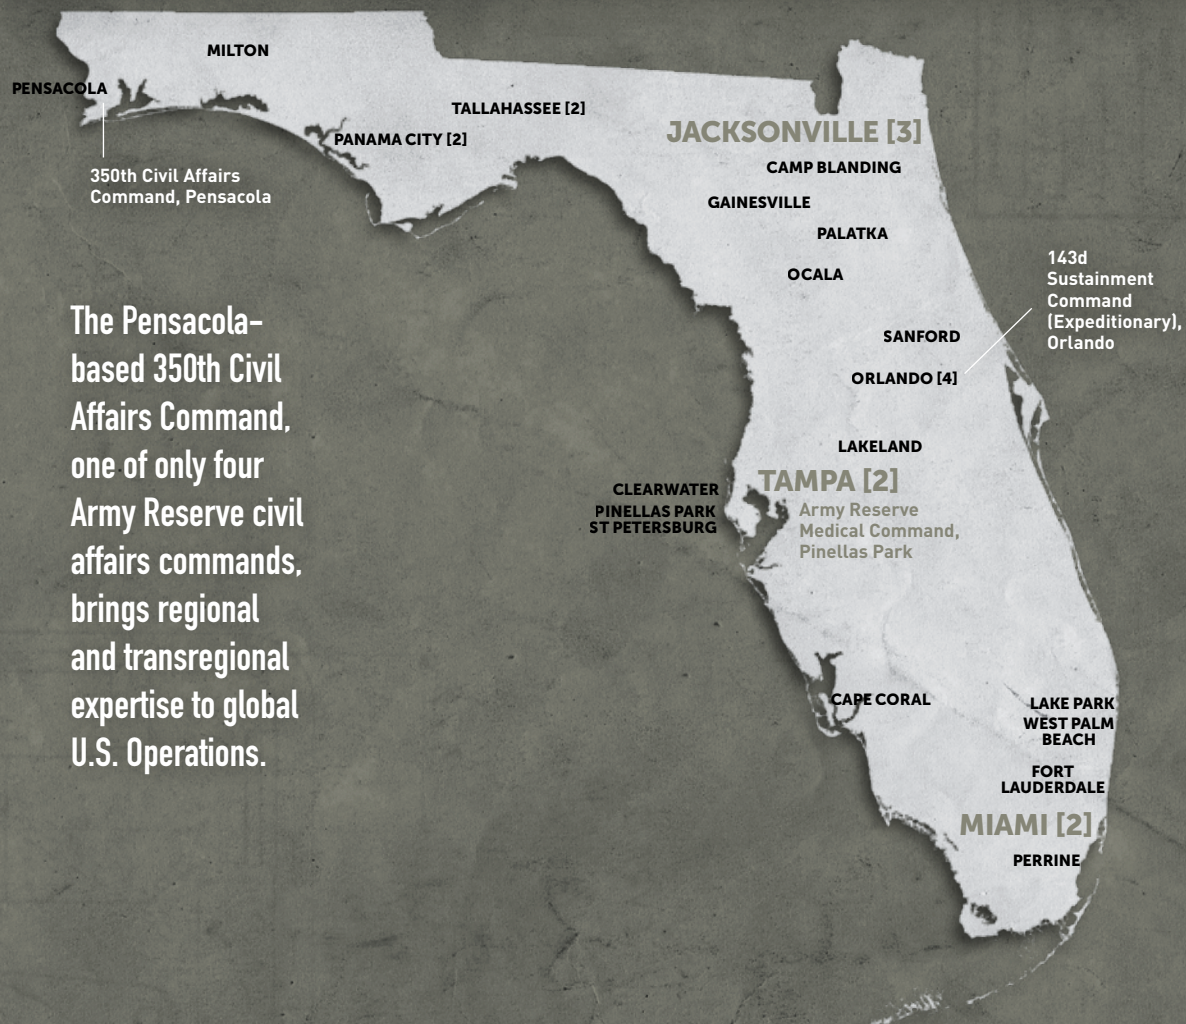 MILTON
PENSACOLA
TALLAHASSEE [2]
JACKSONVILLE [3]
PANAMA CITY [2]
CAMP BLANDING
350th Civil Affairs
Command, Pensacola
GAINESVILLE
PALATKA
OCALA
143d
Sustainment
Command
(Expeditionary),
Orlando
SANFORD
ORLANDO [4]
The Pensacola-
based 350th Civil
Affairs Command,
one of only four
Army Reserve civil
affairs commands,
brings regional
and transregional
expertise to global
U.S. Operations.
LAKELAND
TAMPA [2]
CLEARWATER
PINELLAS PARK
ST PETERSBURG
Army Reserve
Medical Command,
Pinellas Park
CAPE CORAL
LAKE PARK
WEST PALM
BEACH
FORT
LAUDERDALE
MIAMI [2]
PERRINE